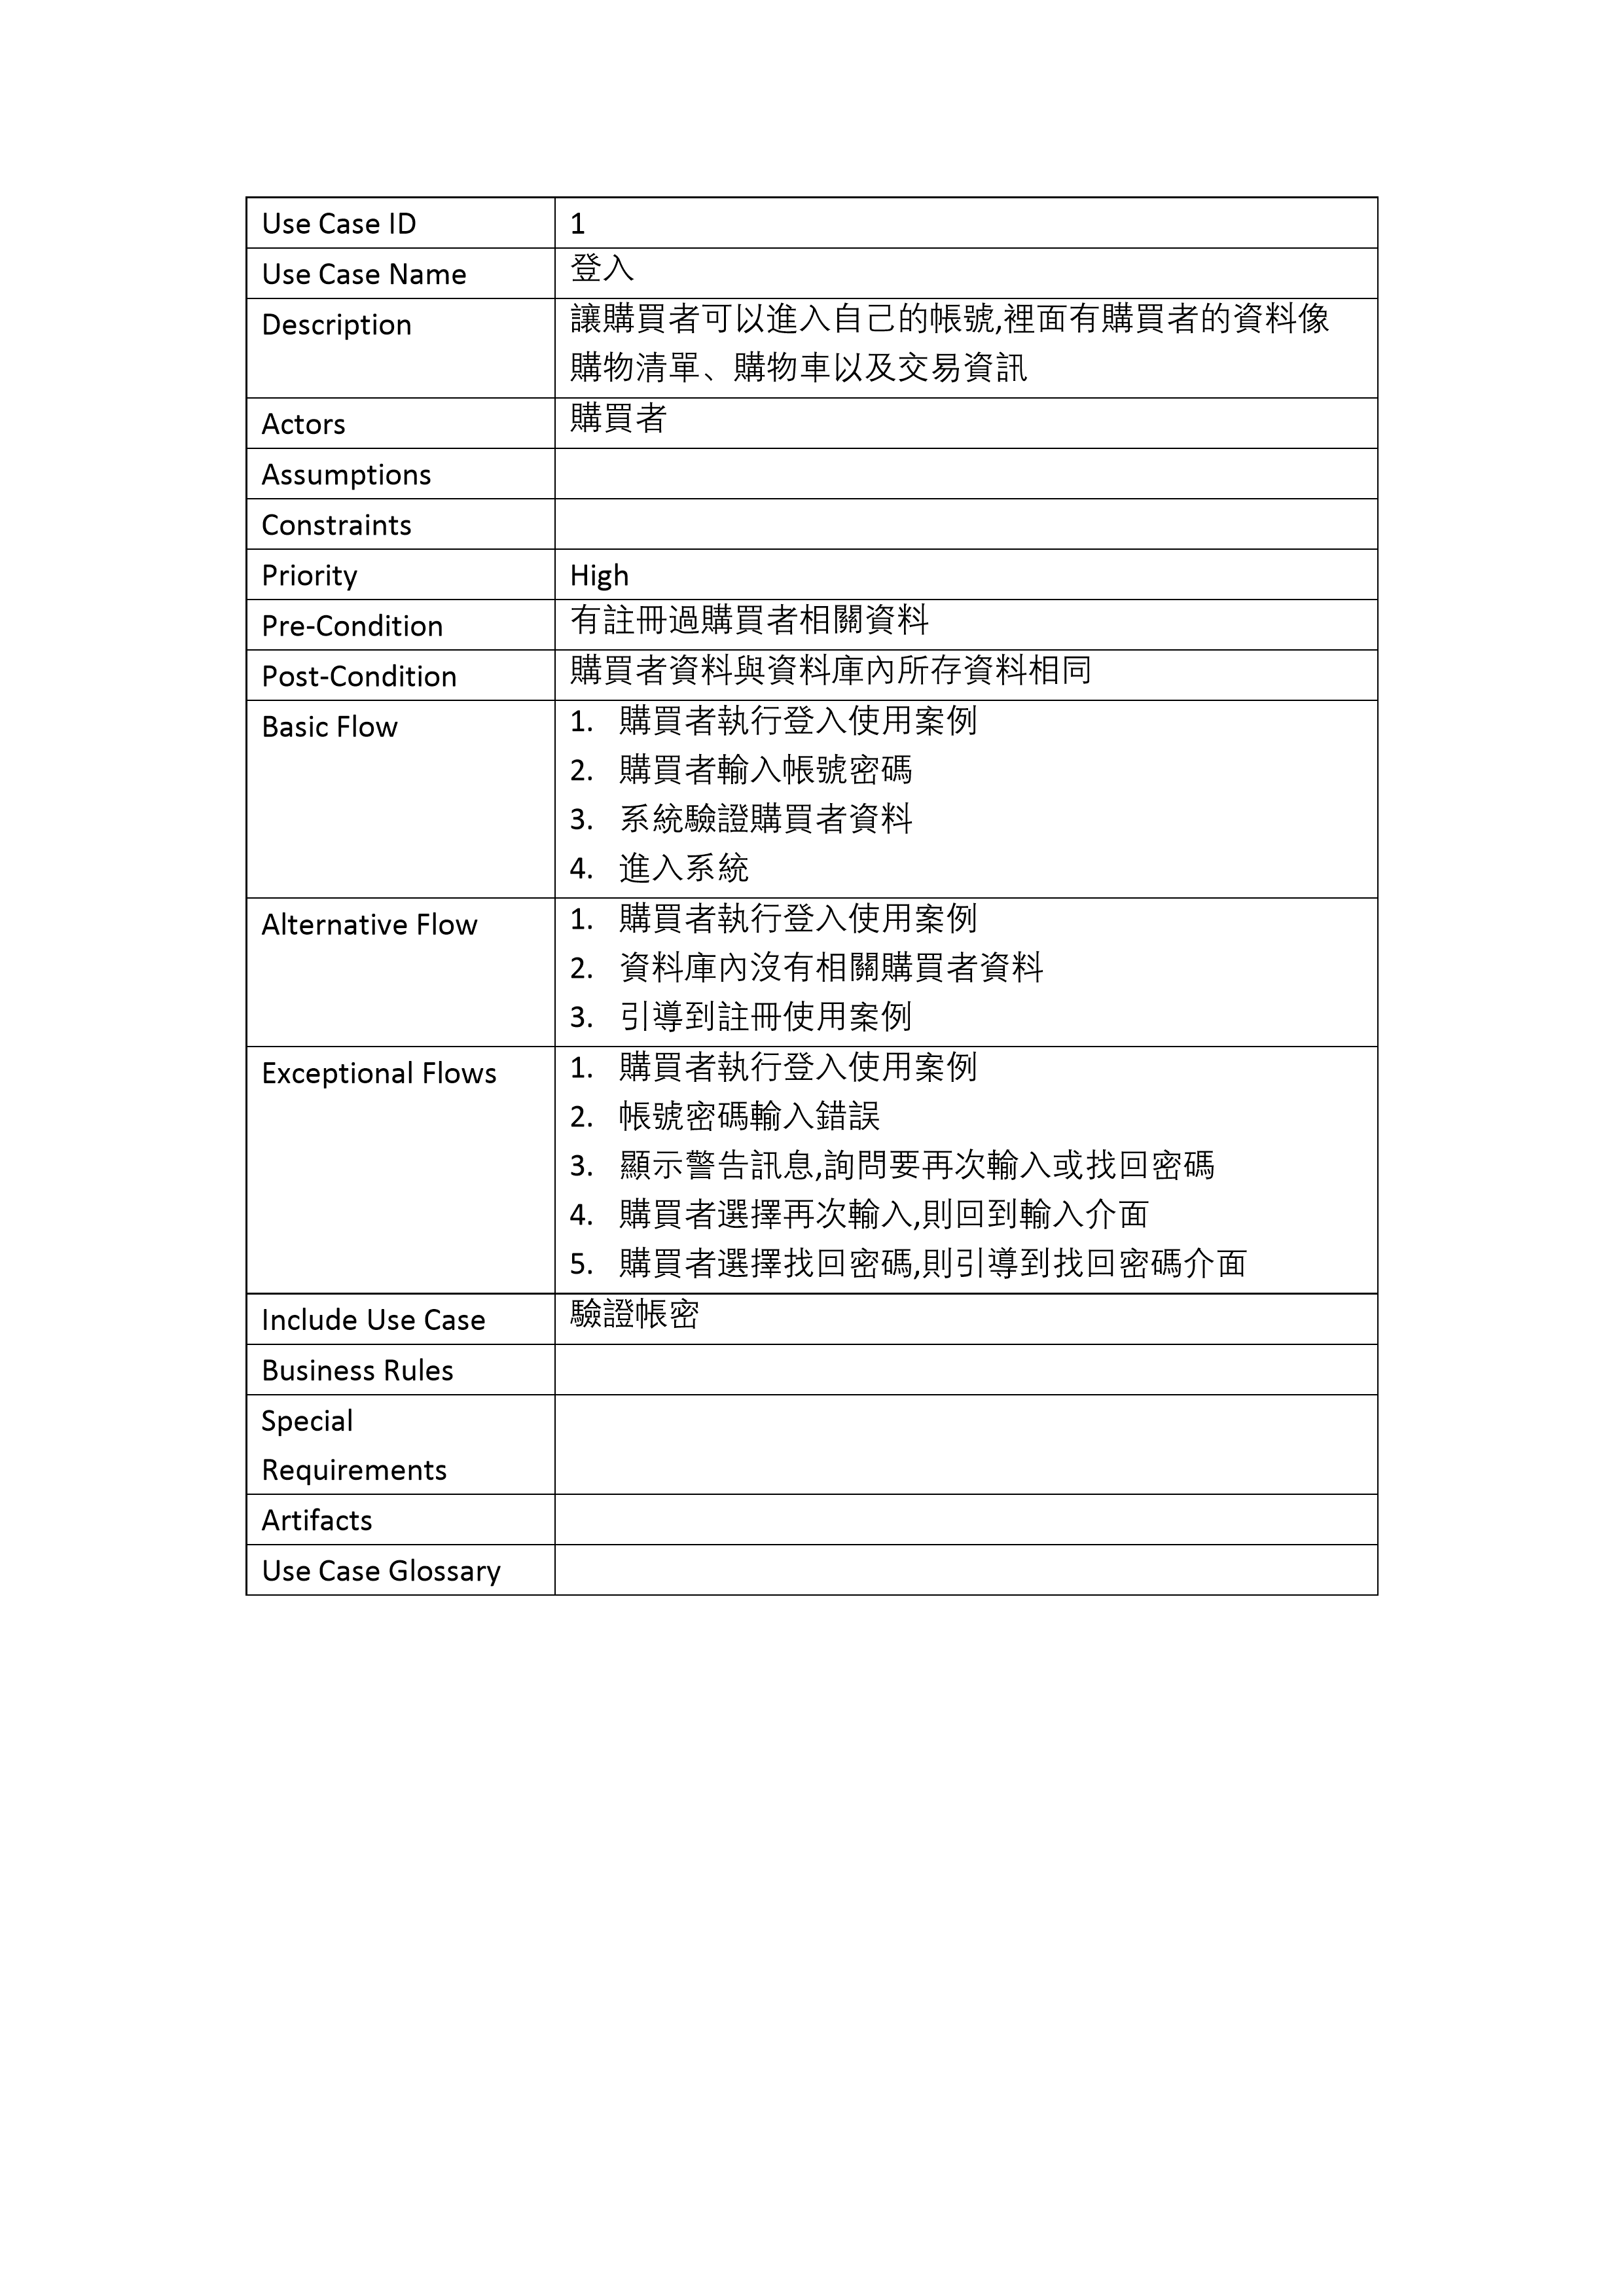 Use Case ID 1
Use Case Name 登入
Description 讓購買者可以進入自己的帳號,裡面有購買者的資料像
購物清單、購物車以及交易資訊
Actors 購買者
Assumptions
Constraints
Priority High
Pre-Condition 有註冊過購買者相關資料
Post-Condition 購買者資料與資料庫內所存資料相同
Basic Flow 1. 購買者執行登入使用案例
2. 購買者輸入帳號密碼
3. 系統驗證購買者資料
4. 進入系統
Alternative Flow 1. 購買者執行登入使用案例
2. 資料庫內沒有相關購買者資料
3. 引導到註冊使用案例
Exceptional Flows 1. 購買者執行登入使用案例
2. 帳號密碼輸入錯誤
3. 顯示警告訊息,詢問要再次輸入或找回密碼
4. 購買者選擇再次輸入,則回到輸入介面
5. 購買者選擇找回密碼,則引導到找回密碼介面
Include Use Case 驗證帳密
Business Rules
Special
Requirements
Artifacts
Use Case Glossary